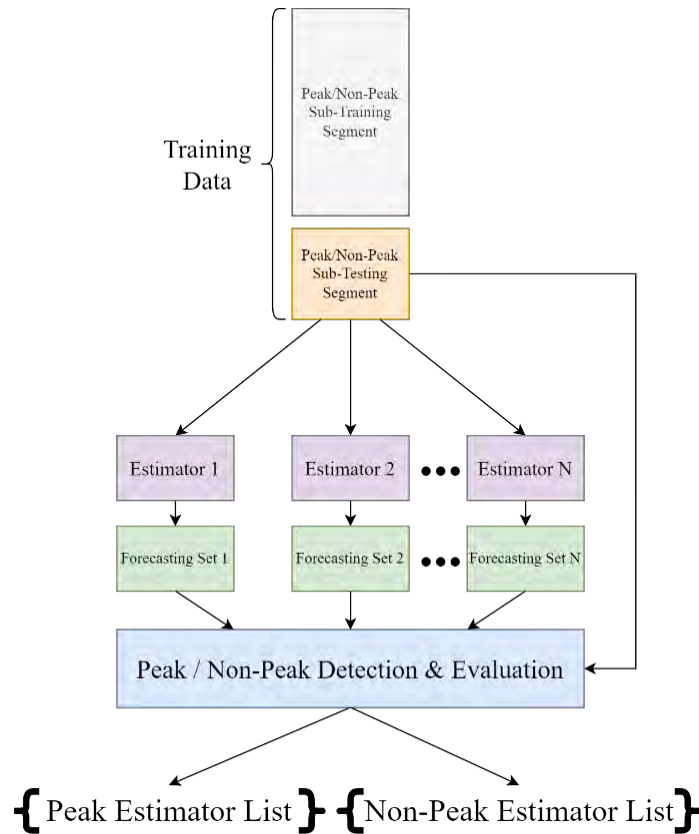 Peak/Non-Peak
Sub-Training
Segment
Training
Data
Peak/Non-Peak
Sub-Testing
Segment
Estimator 1
Estimator 2
Estimator N
Forecasting Set 1
Forecasting Set 2
Forecasting Set N
Peak / Non-Peak Detection & Evaluation
{ Peak Estimator List }
{Non-Peak Estimator List}